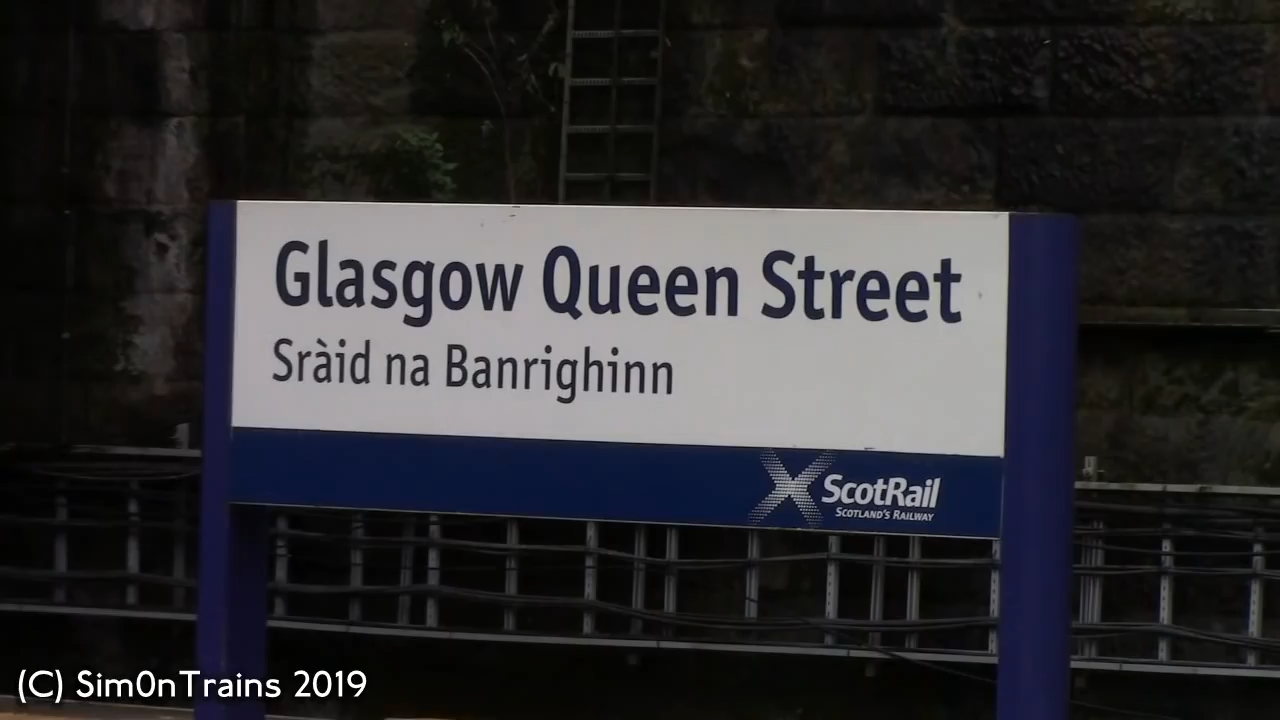 Glasgow Queen Street
Sràid na Banrighinn
ScotRail
SCOTLAND'S RAILWAY
(C) Sim0nTrains 2019